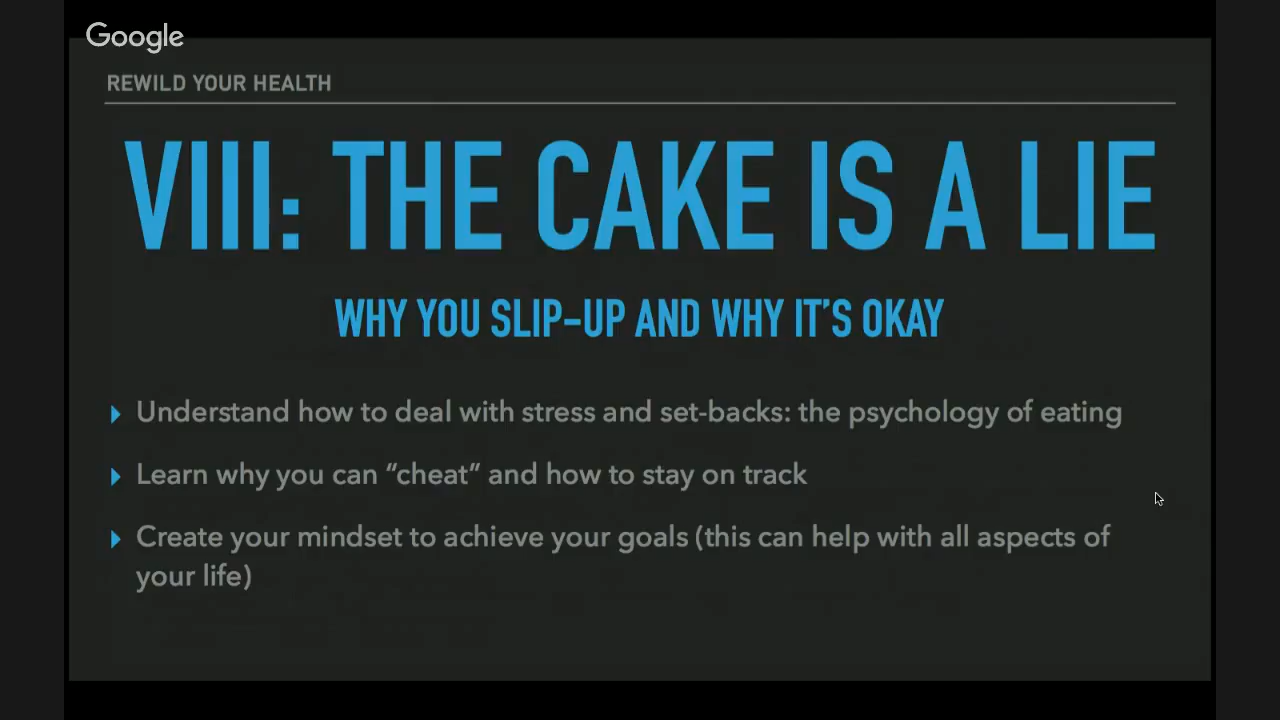 Google
REWILD YOUR HEALTH
VIII: THE CAKE IS A LIE
WHY YOU SLIP-UP AND WHY IT'S OKAY
Understand how to deal with stress and set-backs: the psychology of eating
Learn why you can “cheat” and how to stay on track
Create your mindset to achieve your goals (this can help with all aspects of
your life)